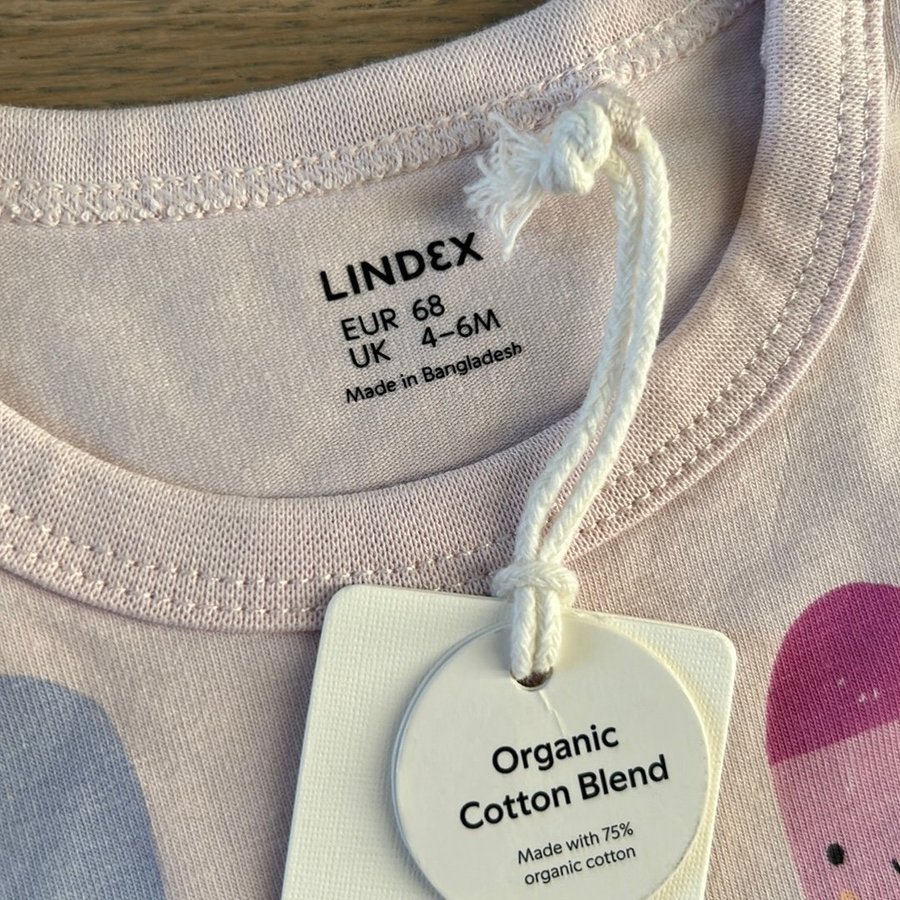 LINDEX
EUR 68
UK 4-6M
Made in Bangladesh
Organic
Cotton Blend
Made with 75%
organic cotton